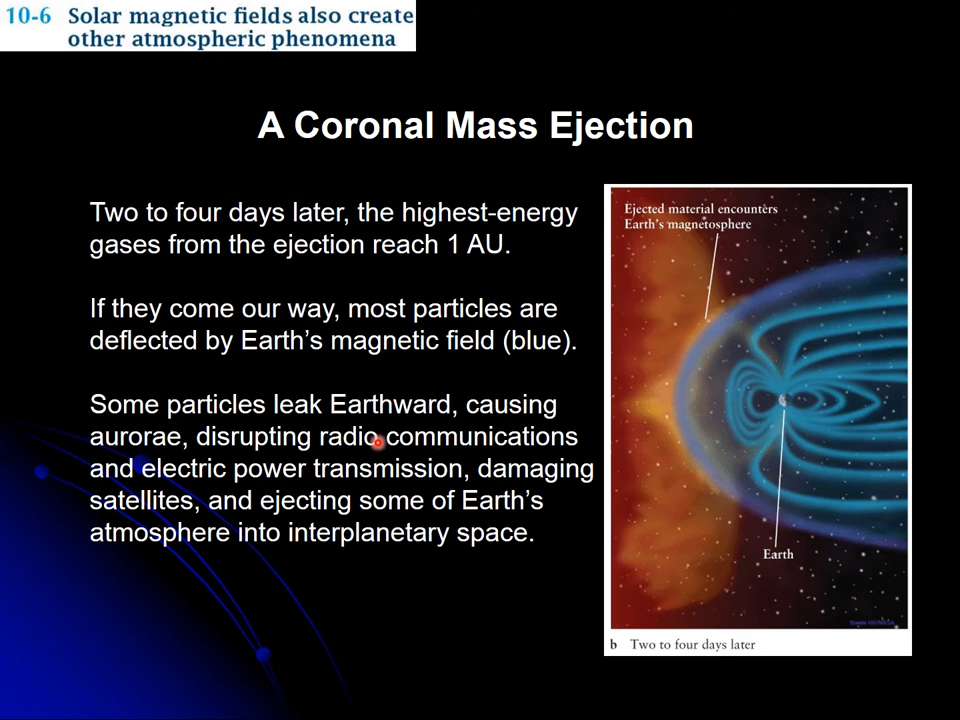 10-6 Solar magnetic fields also create
other atmospheric phenomena
A Coronal Mass Ejection
Two to four days later, the highest-energy
gases from the ejection reach 1 AU.
If they come our way, most particles are
deflected by Earth’s magnetic field (blue).
Some particles leak Earthward, causing
aurorae, disrupting radio communications
and electric power transmission, damaging
satellites, and ejecting some of Earth’s
atmosphere into interplanetary space.
Ejected material encounters
Earth’s magnetosphere
Earth
b Two to four days later